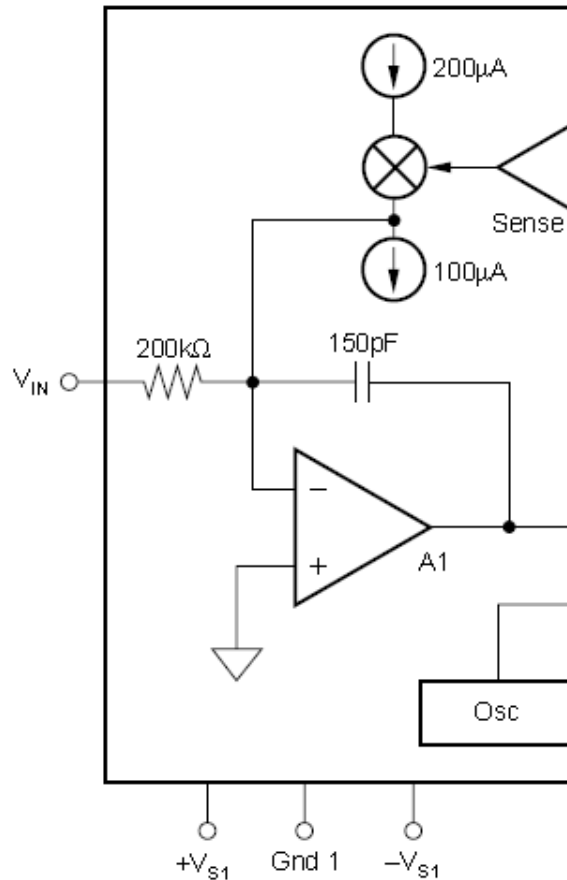 200µA
Sense
100µA
200kΩ
150pF
V_IN
−
+
A1
Osc
+V_S1
Gnd 1
–V_S1